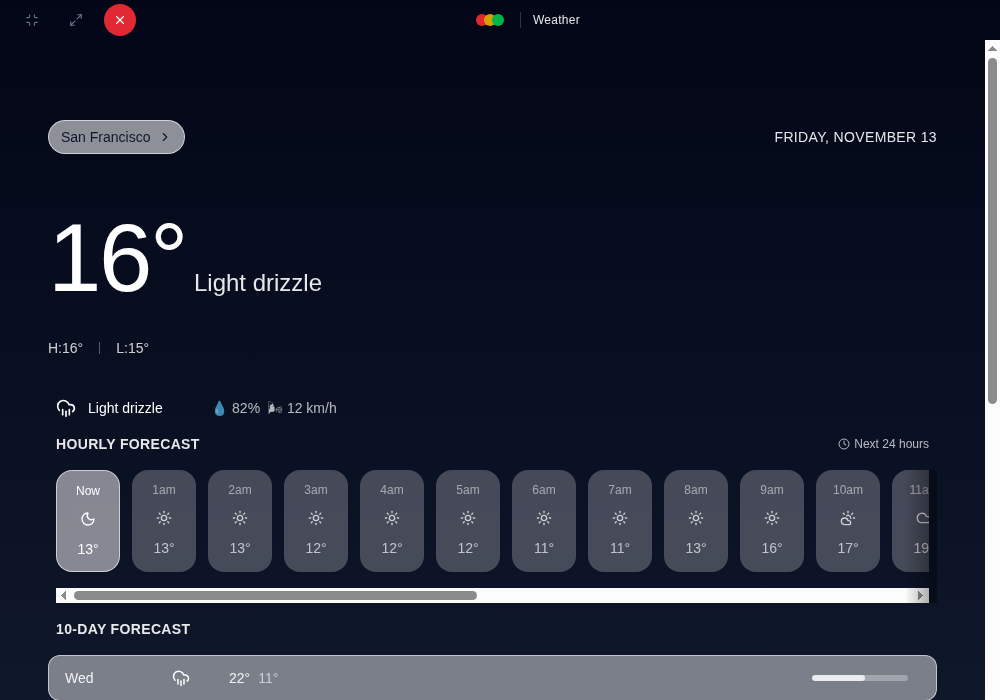 Weather
San Francisco
FRIDAY, NOVEMBER 13
16°
Light drizzle
H:16° L:15°
Light drizzle 82% 12 km/h
HOURLY FORECAST Next 24 hours
Now 1am 2am 3am 4am 5am 6am 7am 8am 9am 10am 11a
13° 13° 13° 12° 12° 12° 11° 11° 13° 16° 17° 19
10-DAY FORECAST
Wed 22° 11°